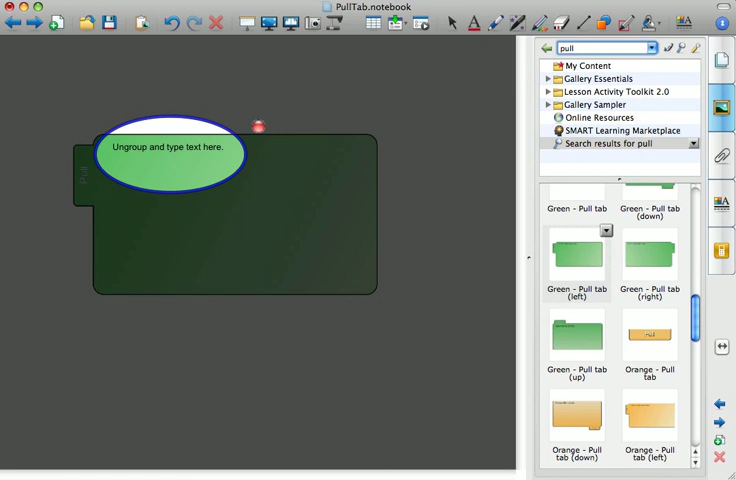 PullTab.notebook
pull
My Content
Gallery Essentials
Lesson Activity Toolkit 2.0
Gallery Sampler
Online Resources
SMART Learning Marketplace
Search results for pull
Ungroup and type text here.
Pull
Green - Pull tab
Green - Pull tab
(down)
Green - Pull tab
(left)
Green - Pull tab
(right)
Green - Pull tab
(up)
Orange - Pull
tab
Orange - Pull
tab (down)
Orange - Pull
tab (left)